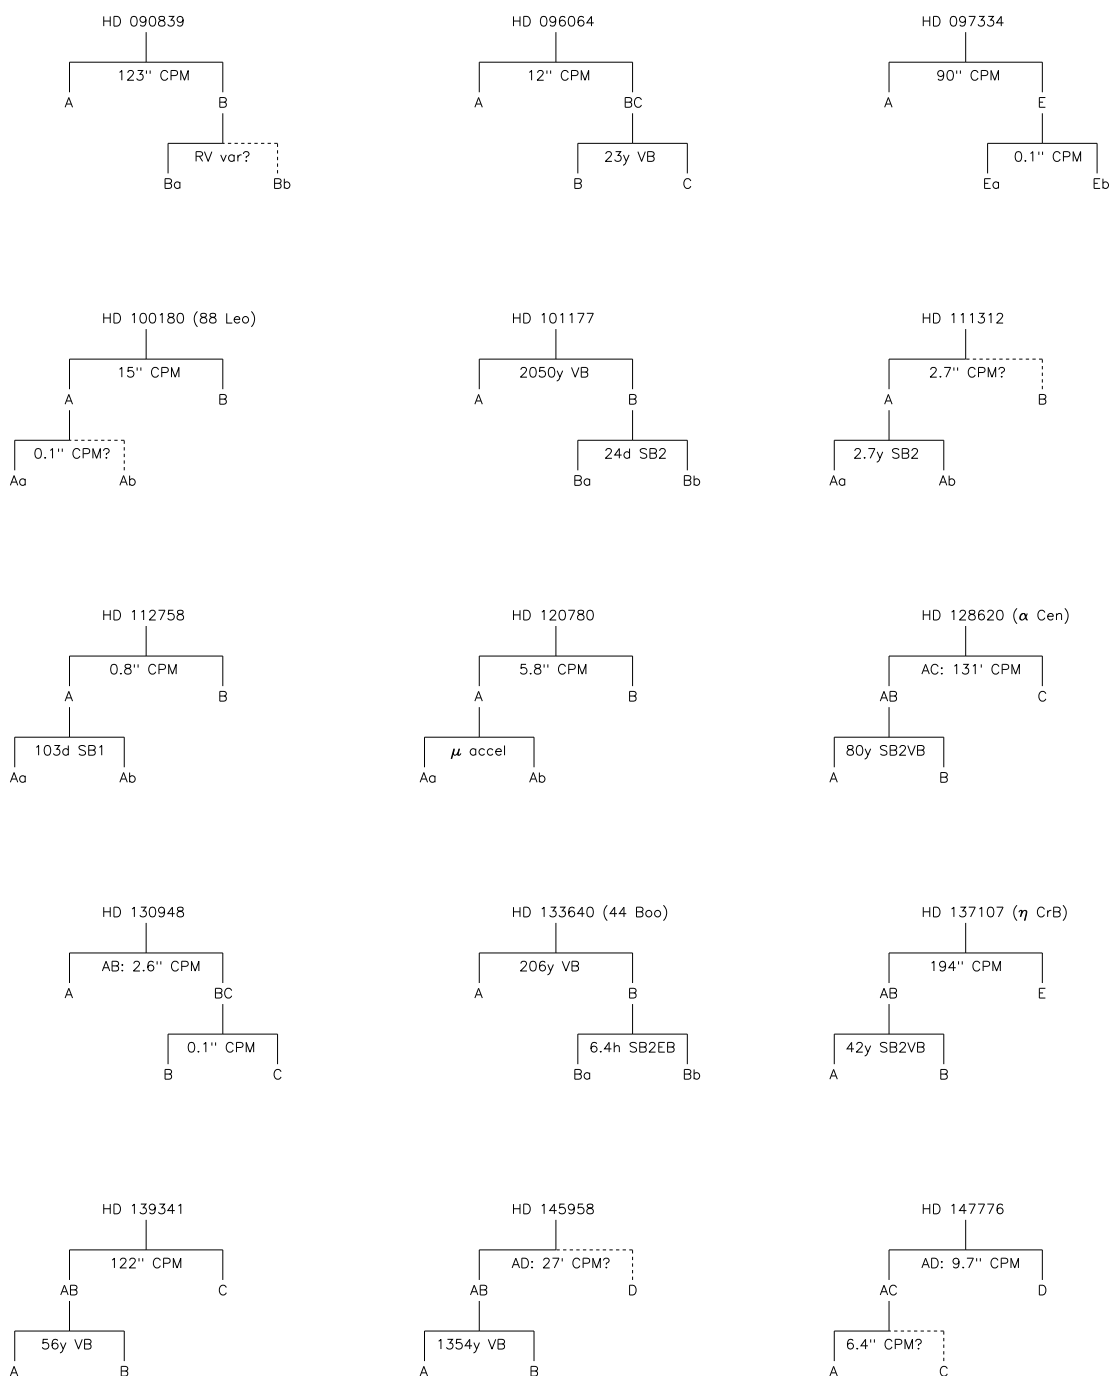 HD 090839
123" CPM
A
B
RV var?
Ba
Bb
HD 096064
12" CPM
A
BC
23y VB
B
C
HD 097334
90" CPM
A
E
0.1" CPM
Ea
Eb
HD 100180 (88 Leo)
15" CPM
A
B
0.1" CPM?
Aa
Ab
HD 101177
2050y VB
A
B
24d SB2
Ba
Bb
HD 111312
2.7" CPM?
A
B
2.7y SB2
Aa
Ab
HD 112758
0.8" CPM
A
B
103d SB1
Aa
Ab
HD 120780
5.8" CPM
A
B
μ accel
Aa
Ab
HD 128620 (α Cen)
AC: 131' CPM
AB
C
80y SB2VB
A
B
HD 130948
AB: 2.6" CPM
A
BC
0.1" CPM
B
C
HD 133640 (44 Boo)
206y VB
A
B
6.4h SB2EB
Ba
Bb
HD 137107 (η CrB)
194" CPM
AB
E
42y SB2VB
A
B
HD 139341
122" CPM
AB
C
56y VB
A
B
HD 145958
AD: 27' CPM?
AB
D
1354y VB
A
B
HD 147776
AD: 9.7" CPM
AC
D
6.4" CPM?
A
C